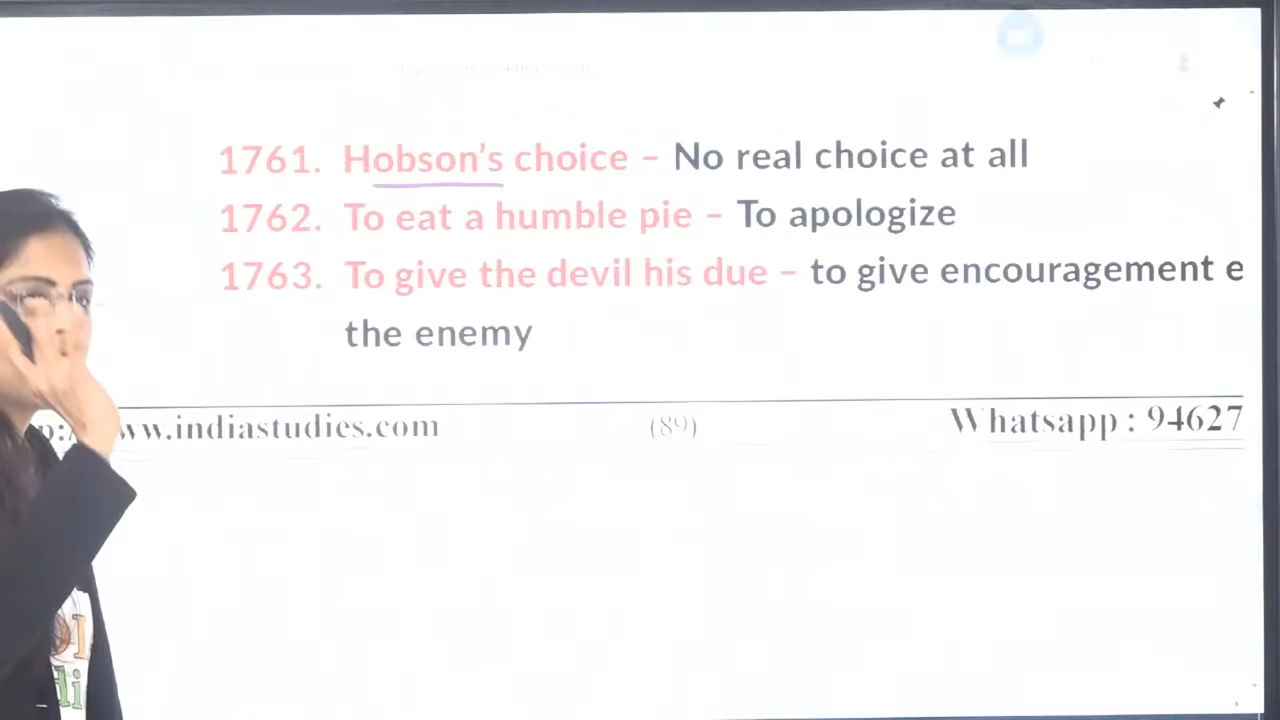 1761. Hobson's choice – No real choice at all
1762. To eat a humble pie – To apologize
1763. To give the devil his due – to give encouragement e
the enemy
p:/ www.indiastudies.com (89) Whatsapp : 94627